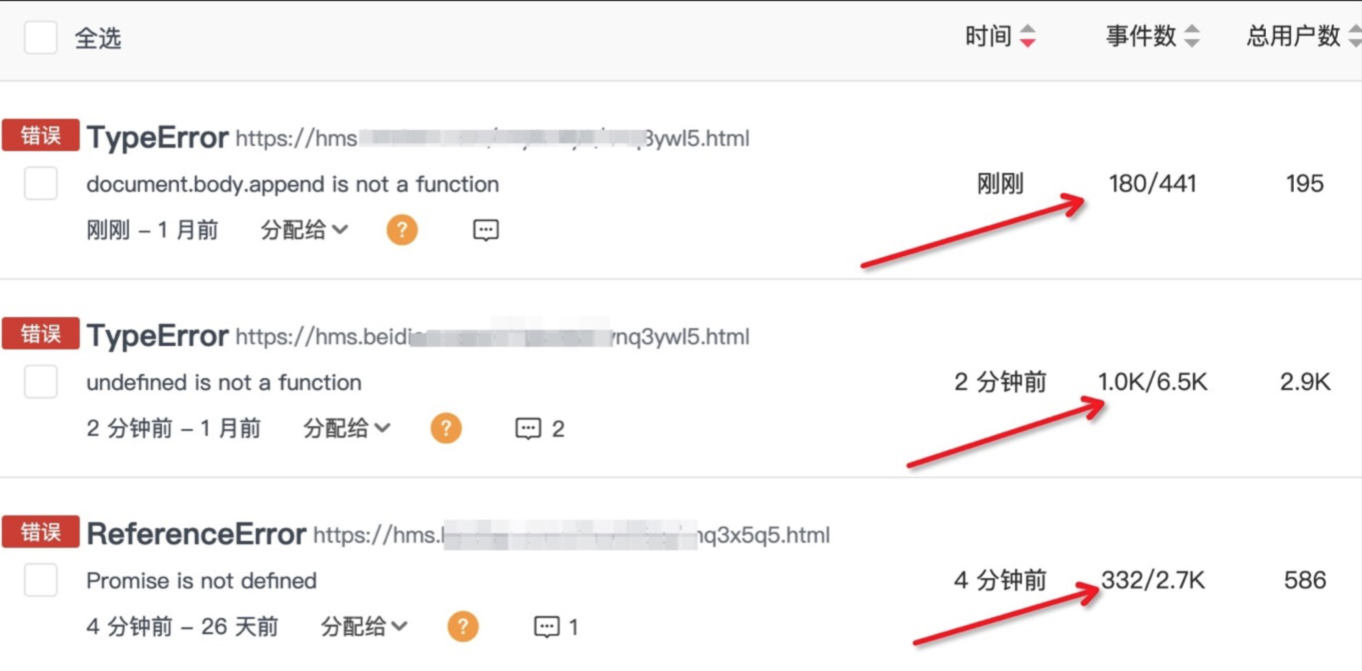 全选 时间 事件数 总用户数
错误 TypeError https://hms 3ywl5.html
document.body.append is not a function 刚刚 180/441 195
刚刚 – 1 月前 分配给 ?
错误 TypeError https://hms.beidi nq3ywl5.html
undefined is not a function 2 分钟前 1.0K/6.5K 2.9K
2 分钟前 – 1 月前 分配给 ? 2
错误 ReferenceError https://hms. nq3x5q5.html
Promise is not defined 4 分钟前 332/2.7K 586
4 分钟前 – 26 天前 分配给 ? 1